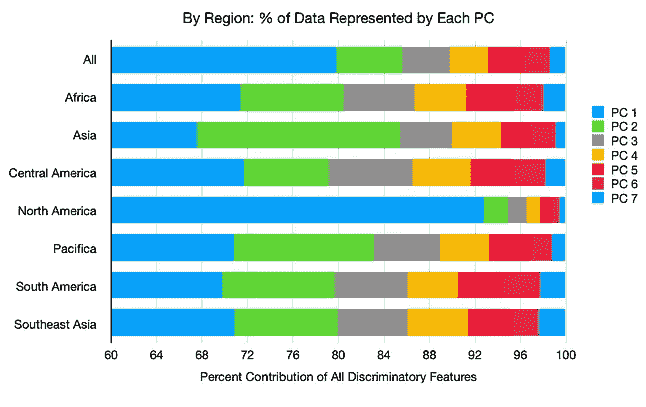 By Region: % of Data Represented by Each PC
All
Africa
Asia
Central America
North America
Pacifica
South America
Southeast Asia
60 64 68 72 76 80 84 88 92 96 100
Percent Contribution of All Discriminatory Features
PC 1
PC 2
PC 3
PC 4
PC 5
PC 6
PC 7